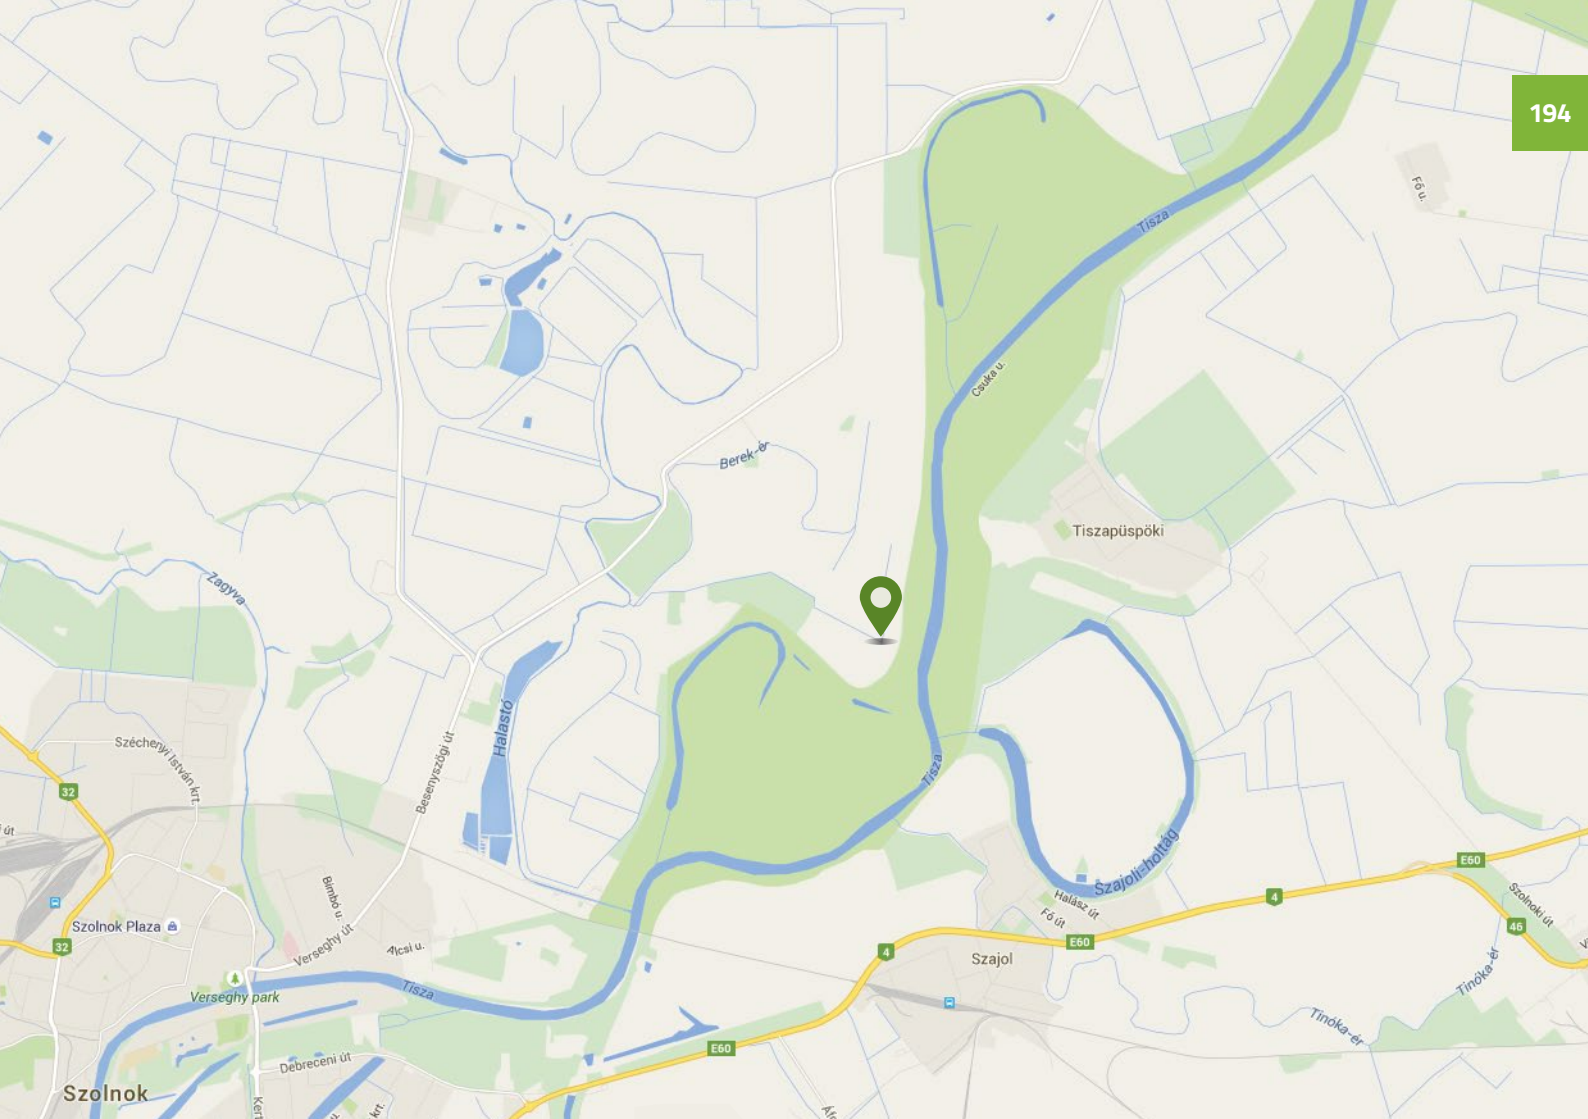 194
Fő u.
Tisza
Csuka u.
Berek-ér
Tiszapüspöki
Zagyva
Halastó
Széchenyi István krt.
Besenyszögi út
32
Tisza
Szajoli-holtág
E60
4
Szolnoki út
46
Bimbó u.
Halász út
Fő út
E60
Szolnok Plaza
32
Verseghy út
Alcsi u.
4
Szajol
Tinóka-ér
Verseghy park
Tisza
Tinóka-ér
E60
Debreceni út
Szolnok
krt.
út